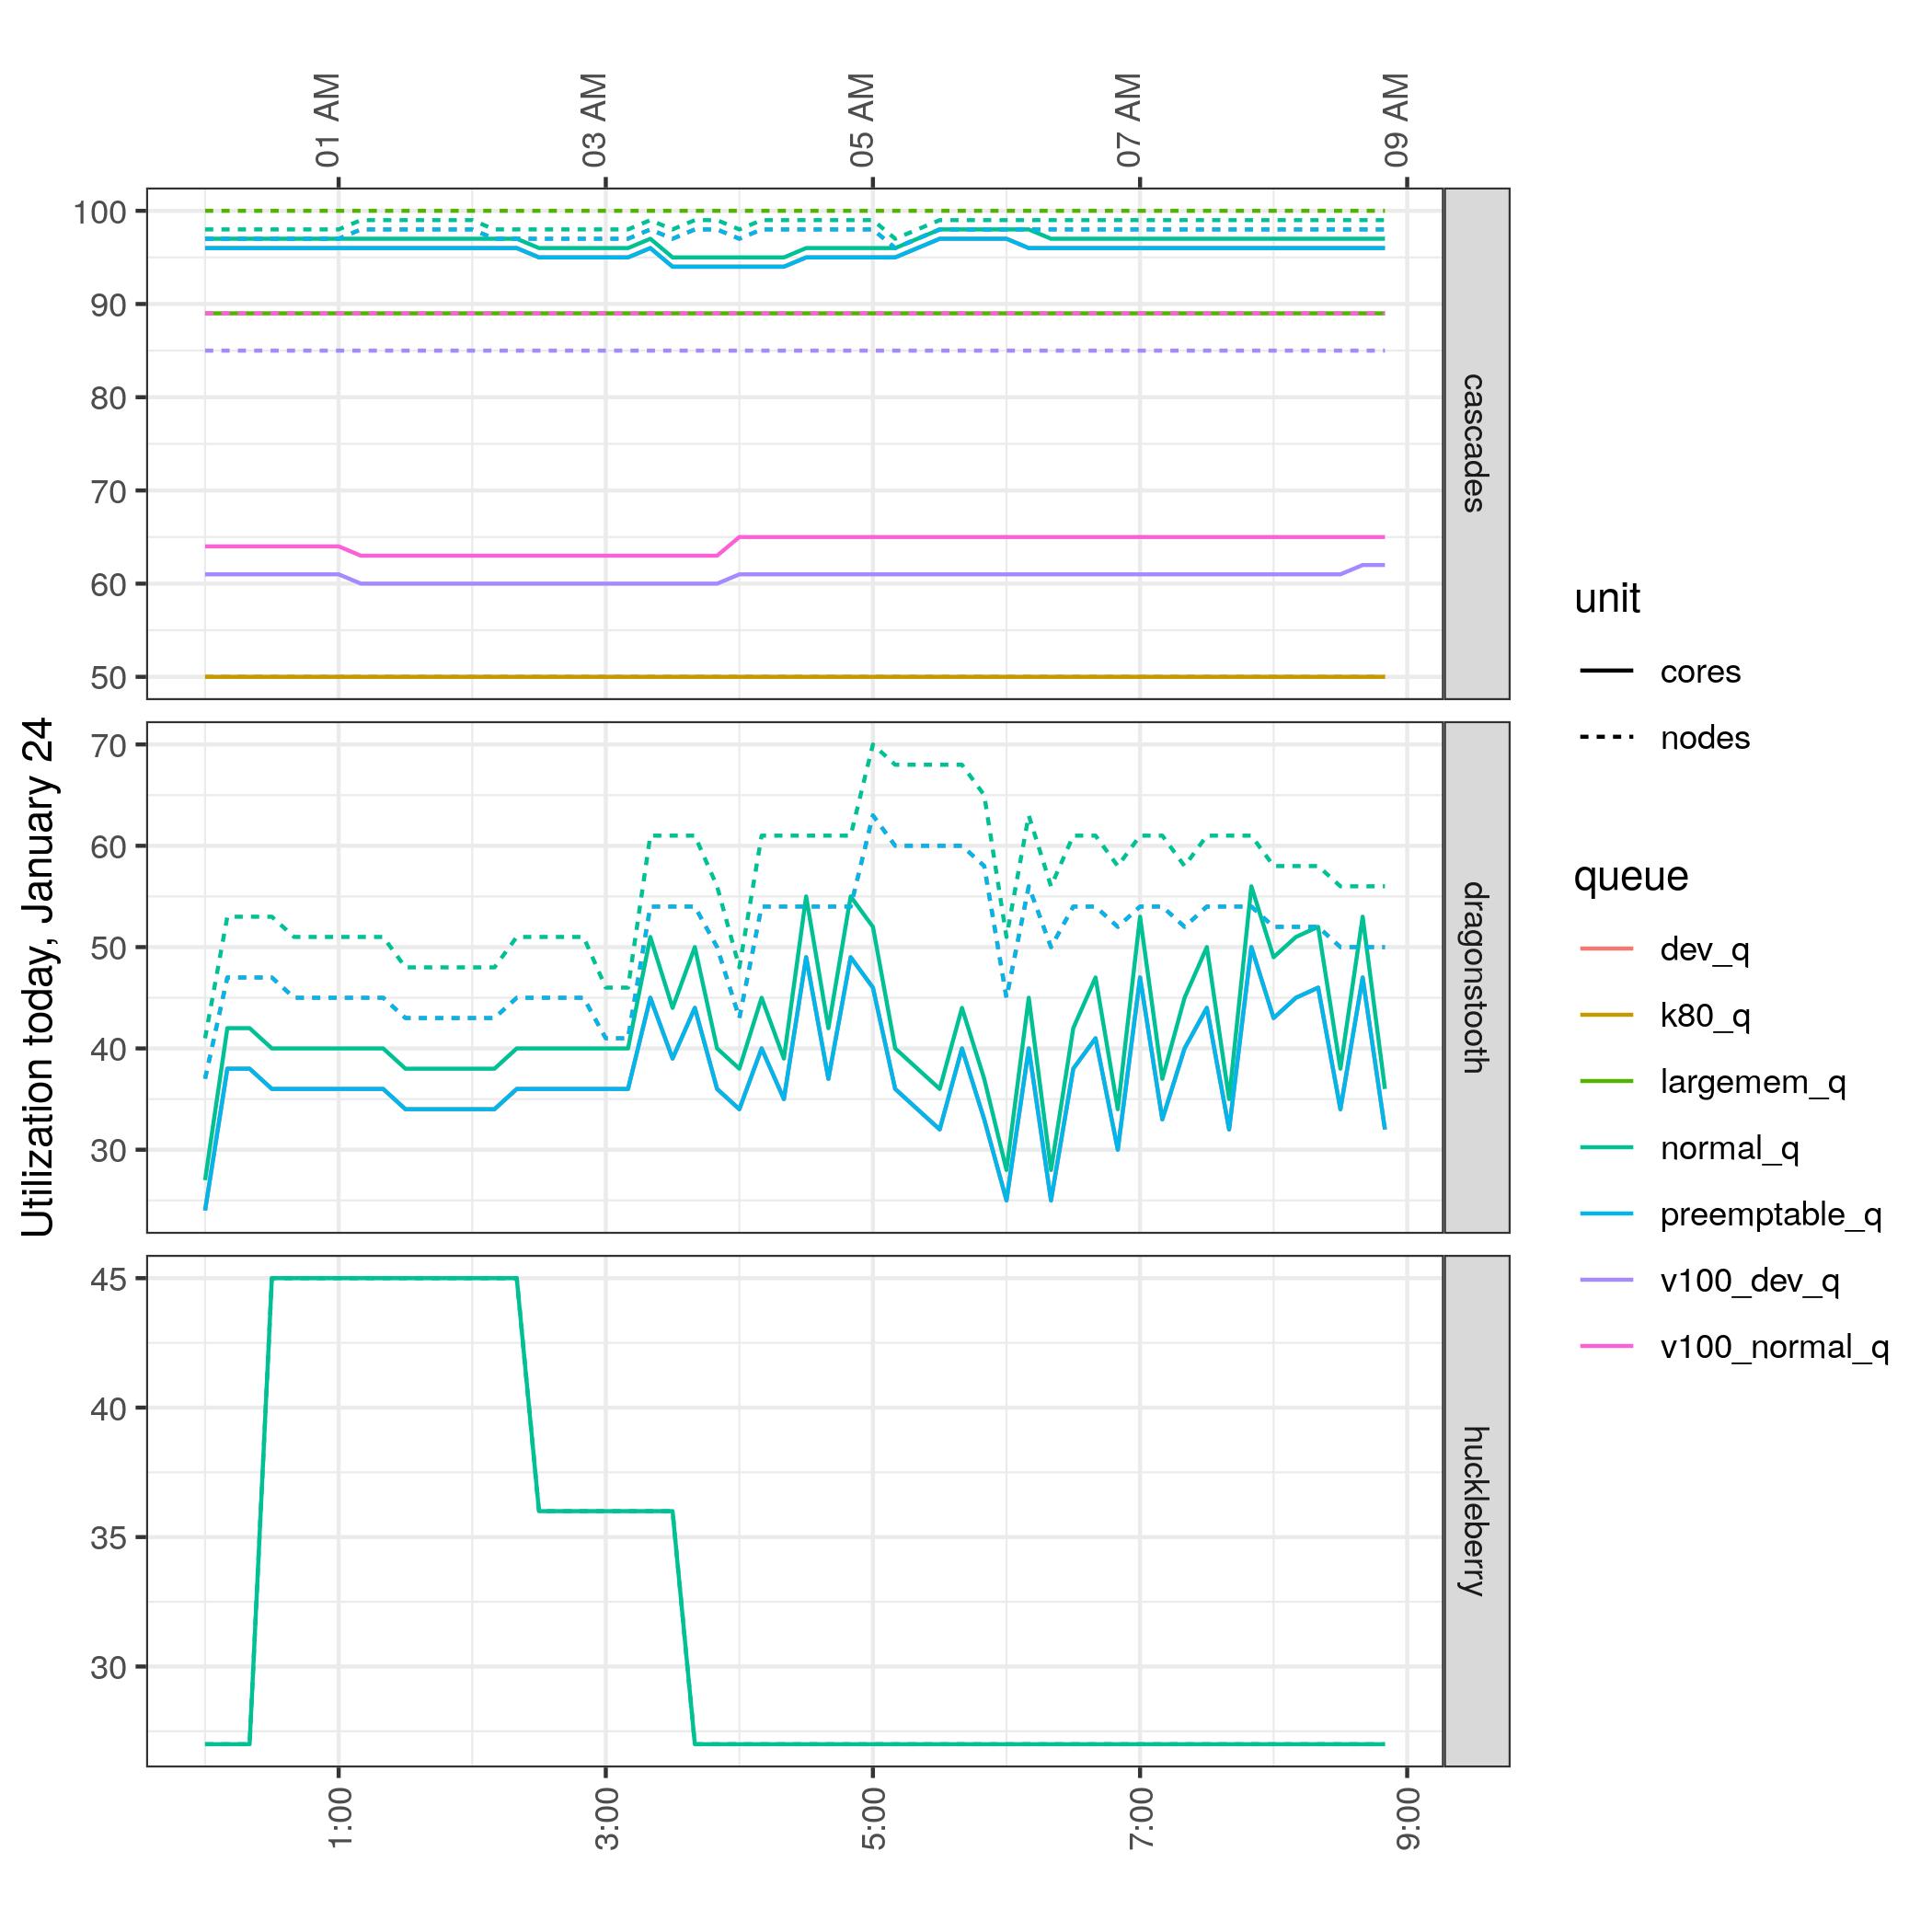 01 AM
03 AM
05 AM
07 AM
09 AM
Utilization today, January 24
100
90
80
70
60
50
cascades
70
60
50
40
30
dragonstooth
45
40
35
30
huckleberry
1:00
3:00
5:00
7:00
9:00
unit
cores
nodes
queue
dev_q
k80_q
largemem_q
normal_q
preemptable_q
v100_dev_q
v100_normal_q